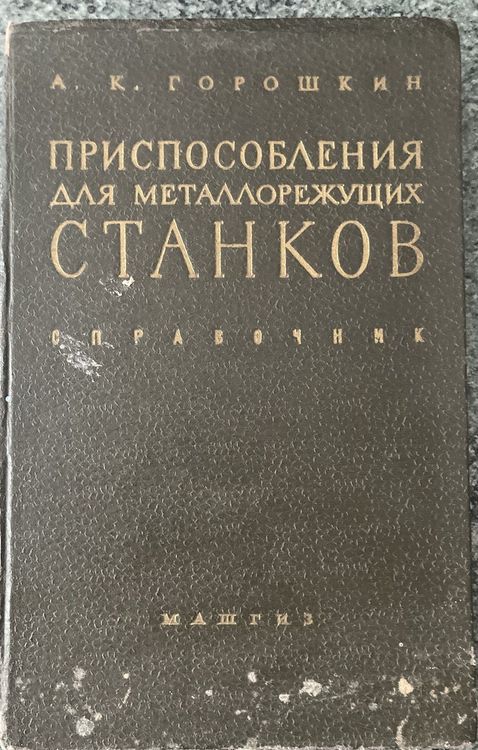 А. К. ГОРОШКИН
ПРИСПОСОБЛЕНИЯ
ДЛЯ МЕТАЛЛОРЕЖУЩИХ
СТАНКОВ
СПРАВОЧНИК
МАШГИЗ